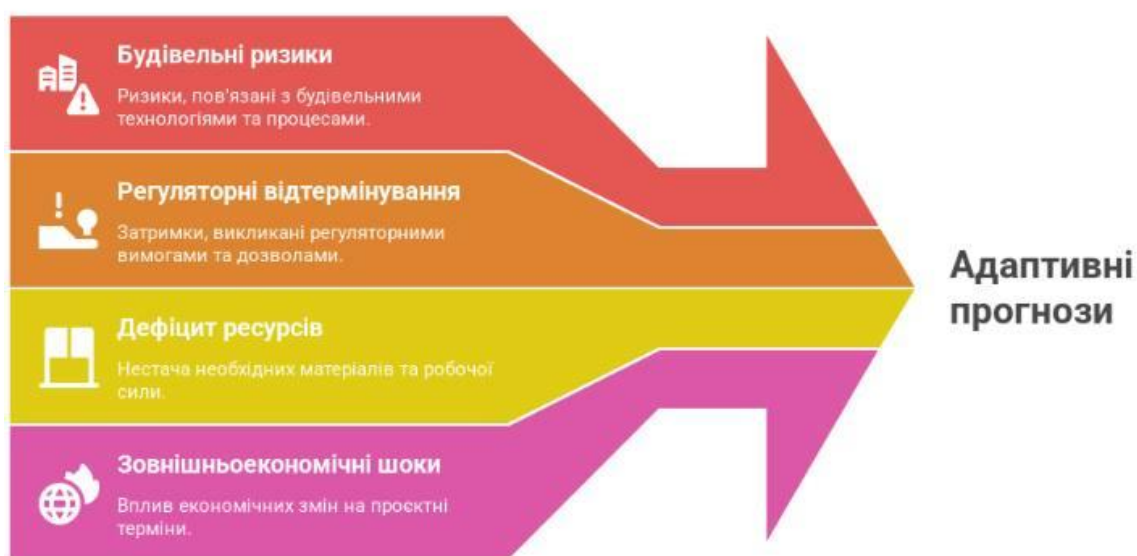 Будівельні ризики
Ризики, пов'язані з будівельними
технологіями та процесами.
Регуляторні відтермінування
Затримки, викликані регуляторними
вимогами та дозволами.
Дефіцит ресурсів
Нестача необхідних матеріалів та робочої
сили.
Зовнішньоекономічні шоки
Вплив економічних змін на проєктні
терміни.
Адаптивні
прогнози